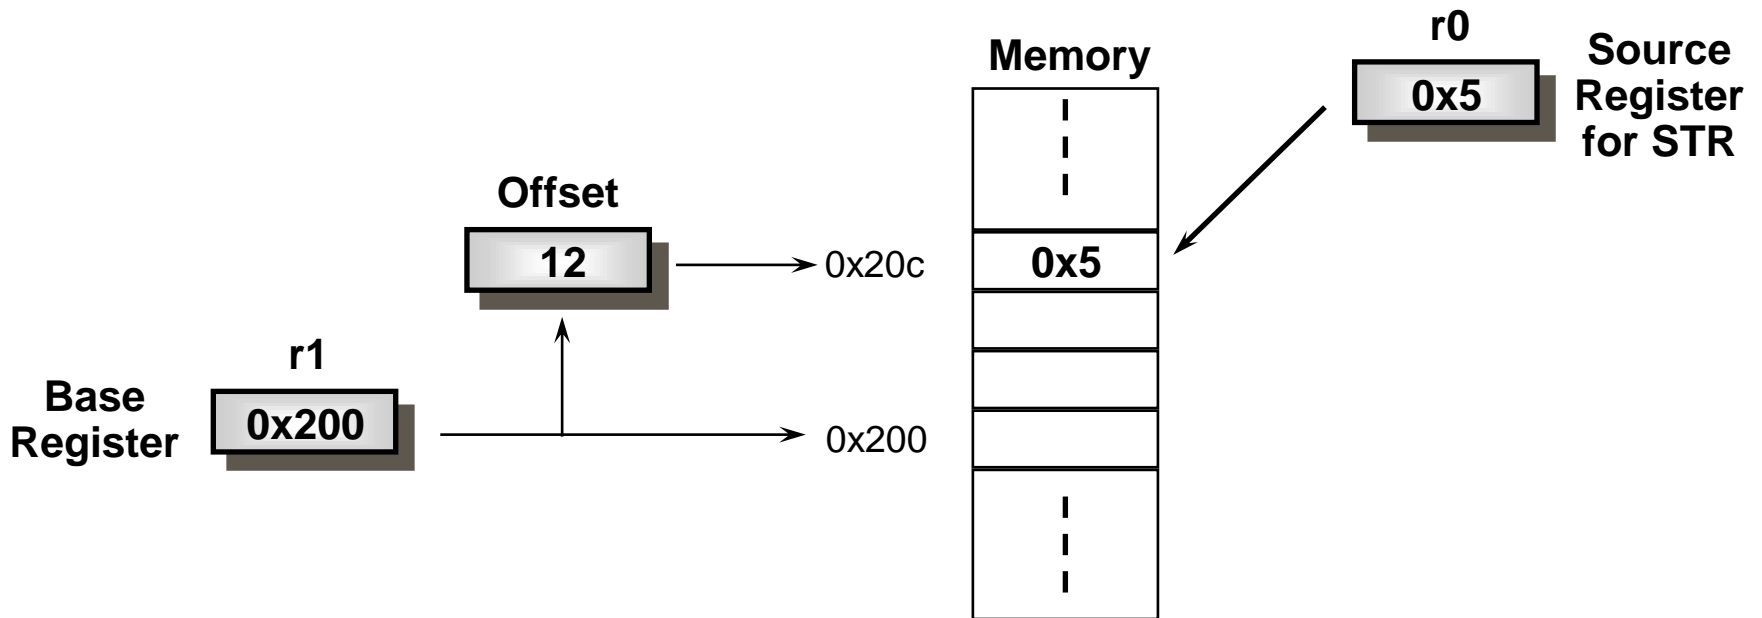 r0
Source
Register
for STR
0x5
Memory
Offset
12
0x20c
0x5
r1
Base
Register
0x200
0x200